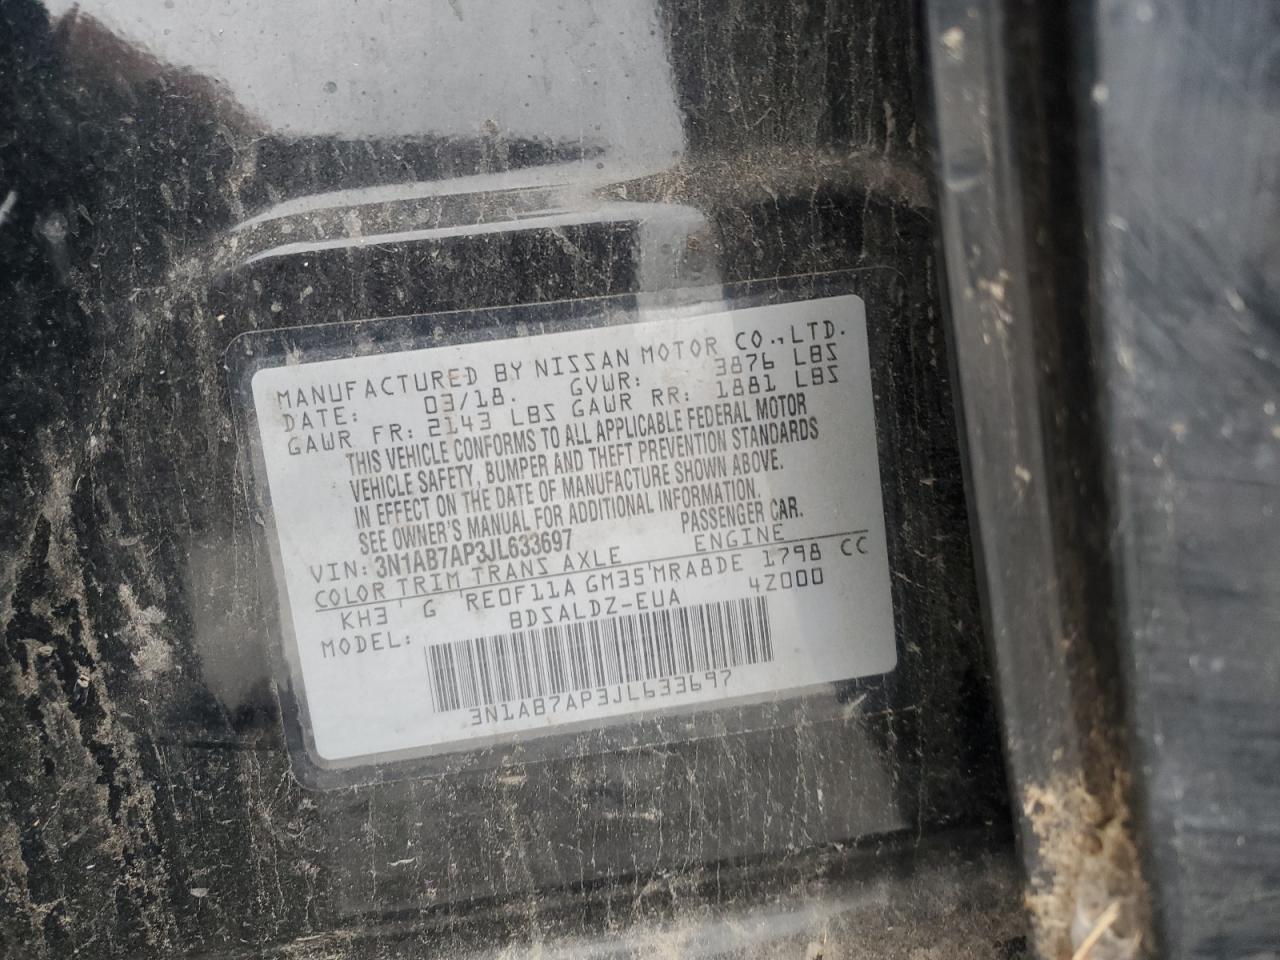 MANUFACTURED BY NISSAN MOTOR CO.,LTD.
DATE: 03/18. GVWR: 3876 LBS
GAWR FR: 2143 LBS GAWR RR: 1881 LBS
THIS VEHICLE CONFORMS TO ALL APPLICABLE FEDERAL MOTOR
VEHICLE SAFETY, BUMPER AND THEFT PREVENTION STANDARDS
IN EFFECT ON THE DATE OF MANUFACTURE SHOWN ABOVE.
SEE OWNER'S MANUAL FOR ADDITIONAL INFORMATION.
VIN: 3N1AB7AP3JL633697 PASSENGER CAR.
COLOR TRIM TRANS AXLE ENGINE
KH3 G RE0F11A GM35 MRA8DE 1798 CC
MODEL: BDSALDZ-EUA 4Z000
3N1AB7AP3JL633697